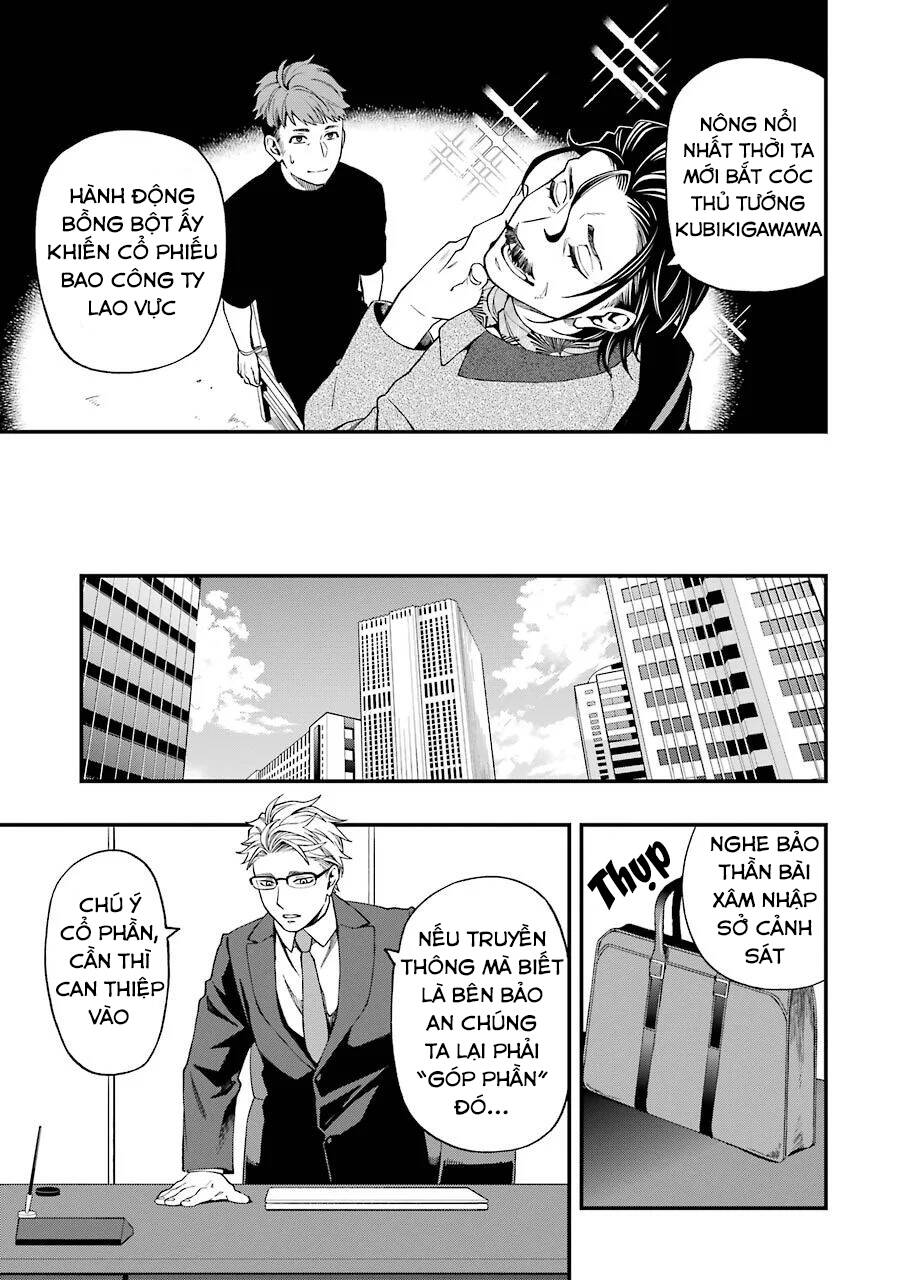 NÔNG NỔI
NHẤT THỜI TA
MỚI BẮT CÓC
THỦ TƯỚNG
KUBIKIGAWAWA
HÀNH ĐỘNG
BỒNG BỘT ẤY
KHIẾN CỔ PHIẾU
BAO CÔNG TY
LAO VỰC
NGHE BẢO
THẦN BÀI
XÂM NHẬP
SỞ CẢNH
SÁT
Thụp
NẾU TRUYỀN
THÔNG MÀ BIẾT
LÀ BÊN BẢO
AN CHÚNG
TA LẠI PHẢI
“GÓP PHẦN”
ĐÓ...
CHÚ Ý
CỔ PHẦN,
CẦN THÌ
CAN THIỆP
VÀO